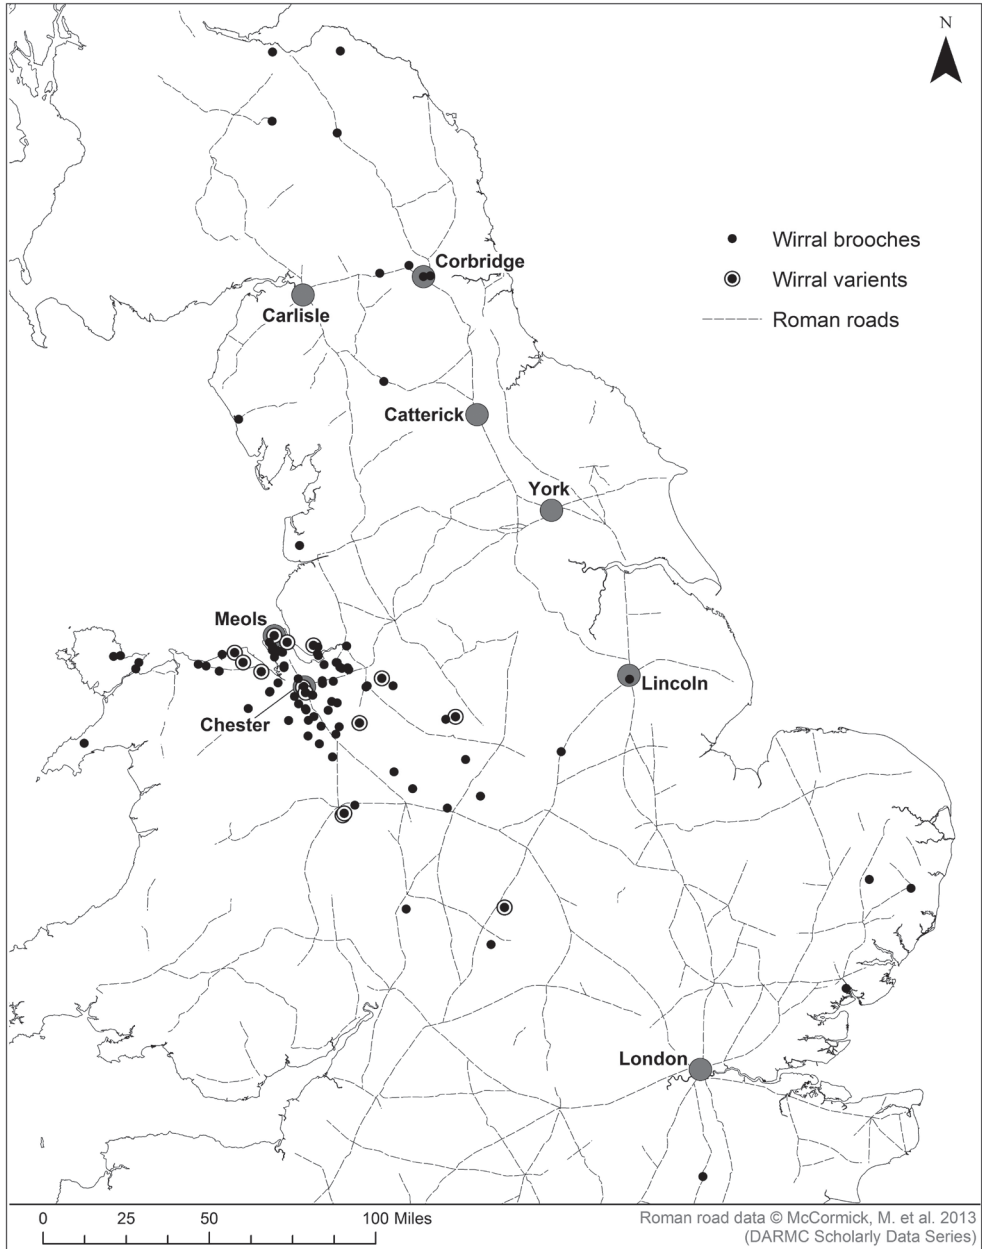 N
Wirral brooches
Wirral varients
Roman roads
Corbridge
Carlisle
Catterick
York
Meols
Lincoln
Chester
London
0 25 50 100 Miles
Roman road data © McCormick, M. et al. 2013
(DARMC Scholarly Data Series)